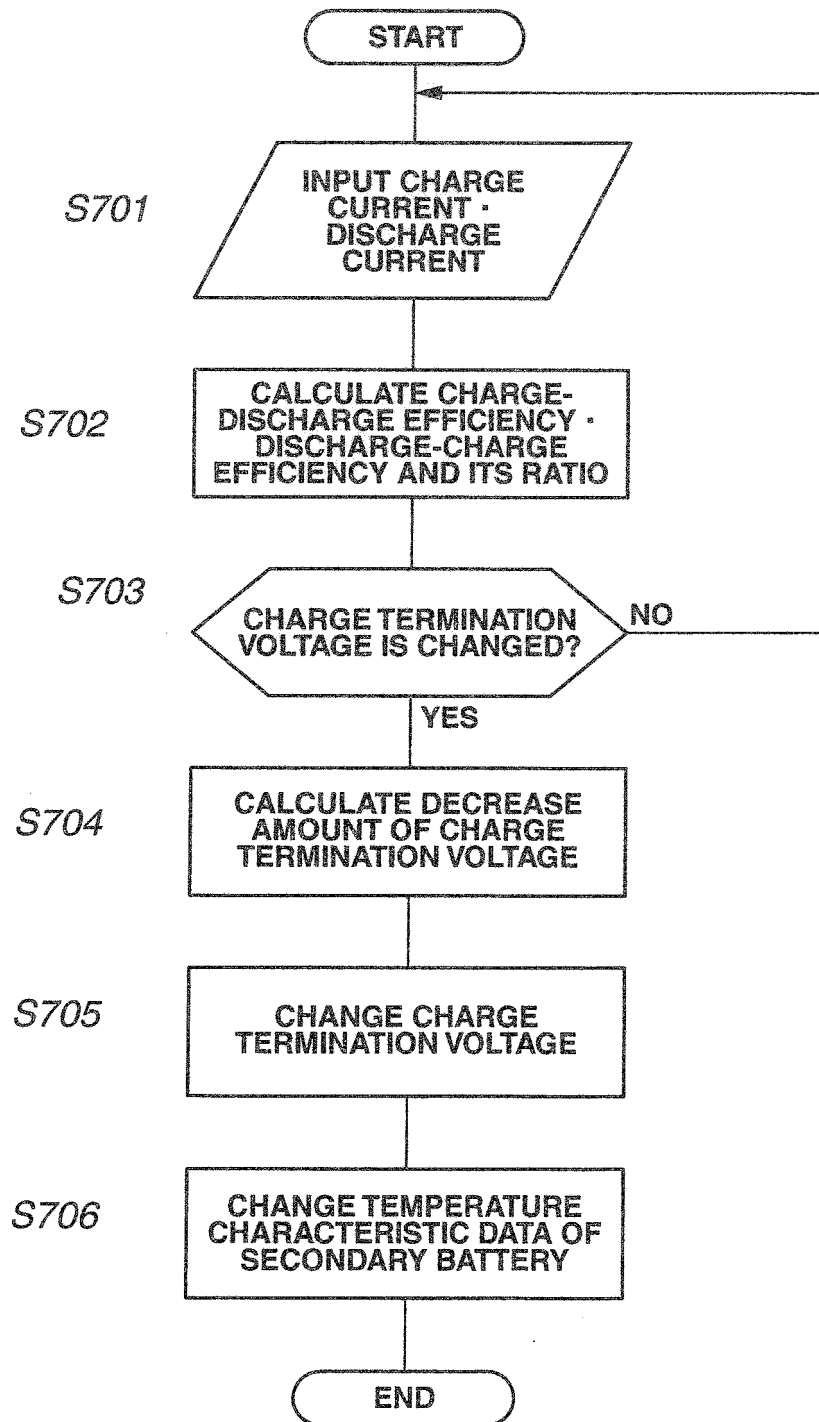 START
S701
INPUT CHARGE
CURRENT ·
DISCHARGE
CURRENT
S702
CALCULATE CHARGE-
DISCHARGE EFFICIENCY ·
DISCHARGE-CHARGE
EFFICIENCY AND ITS RATIO
S703
CHARGE TERMINATION
VOLTAGE IS CHANGED?
NO
YES
S704
CALCULATE DECREASE
AMOUNT OF CHARGE
TERMINATION VOLTAGE
S705
CHANGE CHARGE
TERMINATION VOLTAGE
S706
CHANGE TEMPERATURE
CHARACTERISTIC DATA OF
SECONDARY BATTERY
END